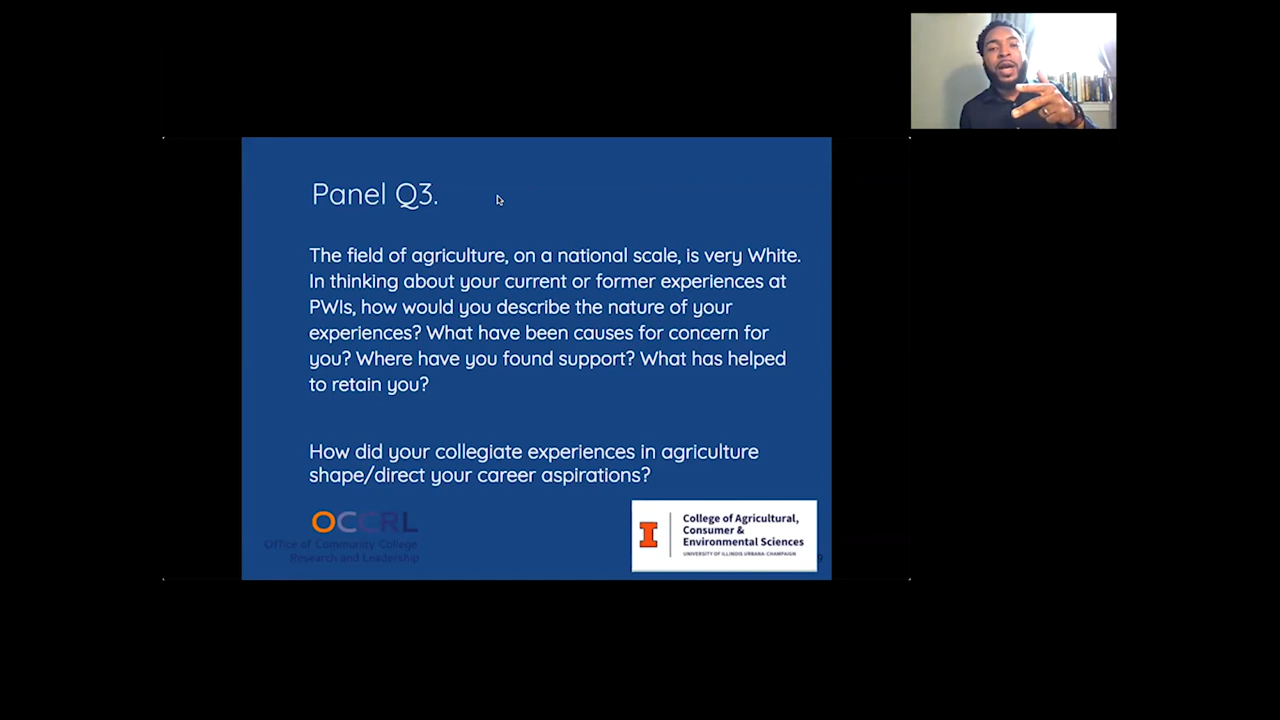 Panel Q3.
The field of agriculture, on a national scale, is very White.
In thinking about your current or former experiences at
PWIs, how would you describe the nature of your
experiences? What have been causes for concern for
you? Where have you found support? What has helped
to retain you?
How did your collegiate experiences in agriculture
shape/direct your career aspirations?
OCCRL
Office of Community College
Research and Leadership
I
College of Agricultural,
Consumer &
Environmental Sciences
UNIVERSITY OF ILLINOIS URBANA-CHAMPAIGN